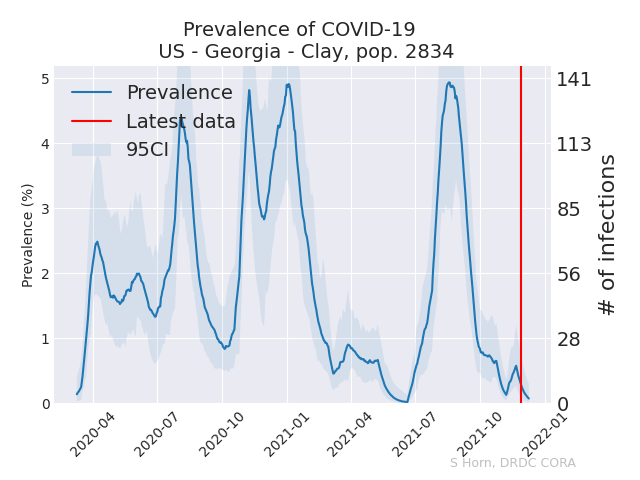 Prevalence of COVID-19
US - Georgia - Clay, pop. 2834
Prevalence
Latest data
95CI
Prevalence (%)
5
4
3
2
1
0
# of infections
141
113
85
56
28
0
2020-04
2020-07
2020-10
2021-01
2021-04
2021-07
2021-10
2022-01
S Horn, DRDC CORA